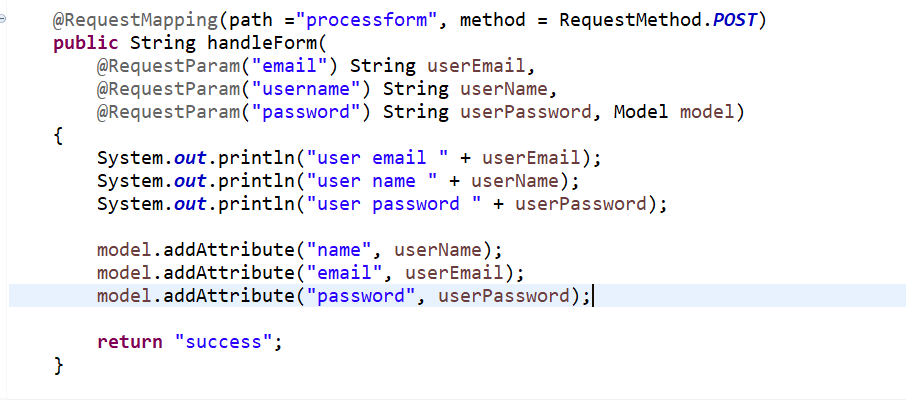 @RequestMapping(path ="processform", method = RequestMethod.POST)
public String handleForm(
@RequestParam("email") String userEmail,
@RequestParam("username") String userName,
@RequestParam("password") String userPassword, Model model)
{
System.out.println("user email " + userEmail);
System.out.println("user name " + userName);
System.out.println("user password " + userPassword);
model.addAttribute("name", userName);
model.addAttribute("email", userEmail);
model.addAttribute("password", userPassword);
return "success";
}